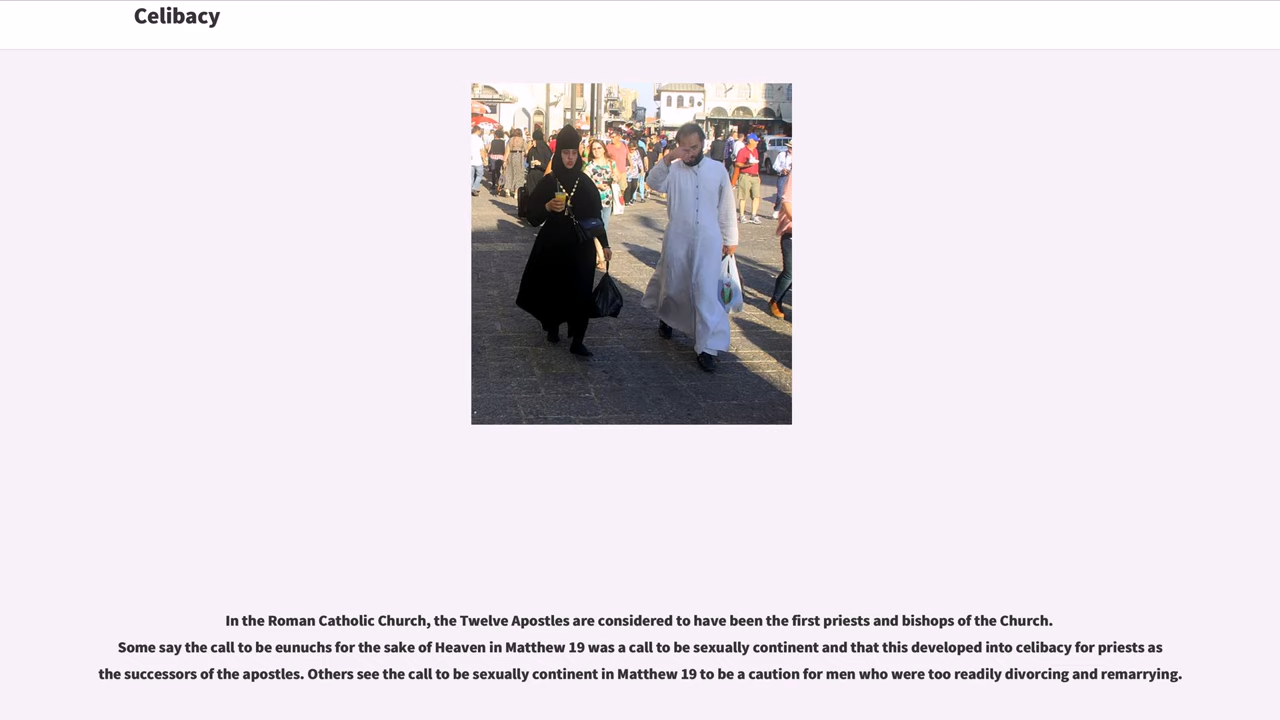 Celibacy
In the Roman Catholic Church, the Twelve Apostles are considered to have been the first priests and bishops of the Church.
Some say the call to be eunuchs for the sake of Heaven in Matthew 19 was a call to be sexually continent and that this developed into celibacy for priests as
the successors of the apostles. Others see the call to be sexually continent in Matthew 19 to be a caution for men who were too readily divorcing and remarrying.